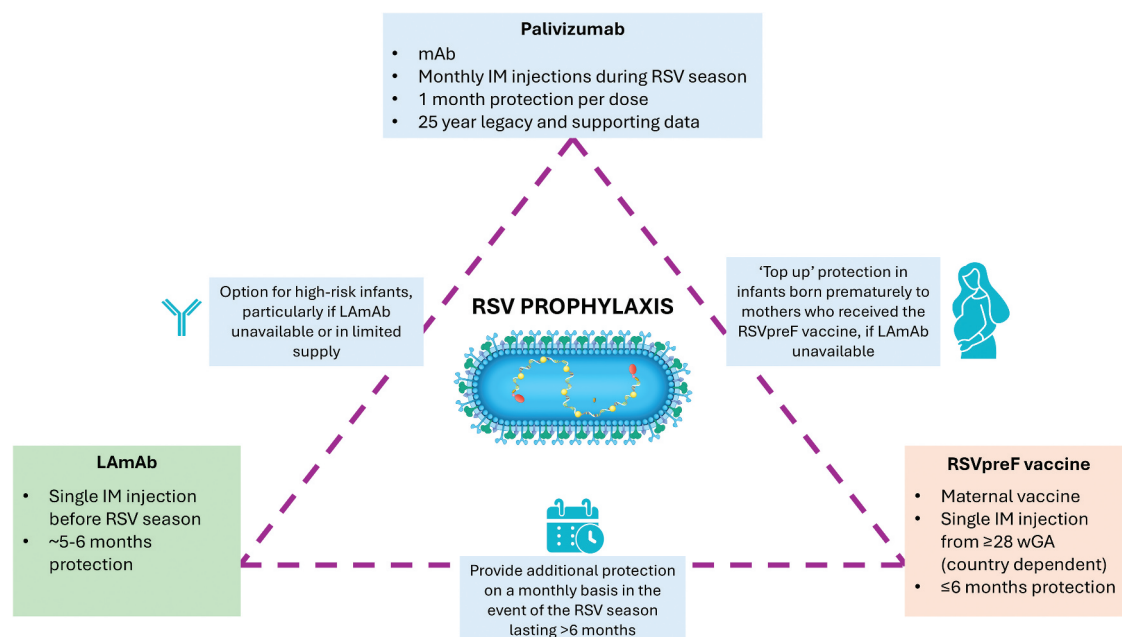 Palivizumab
• mAb
• Monthly IM injections during RSV season
• 1 month protection per dose
• 25 year legacy and supporting data
Option for high-risk infants,
particularly if LAmAb
unavailable or in limited
supply
RSV PROPHYLAXIS
‘Top up’ protection in
infants born prematurely to
mothers who received the
RSVpreF vaccine, if LAmAb
unavailable
LAmAb
• Single IM injection
before RSV season
• ~5-6 months
protection
Provide additional protection
on a monthly basis in the
event of the RSV season
lasting >6 months
RSVpreF vaccine
• Maternal vaccine
• Single IM injection
from ≥28 wGA
(country dependent)
• ≤6 months protection